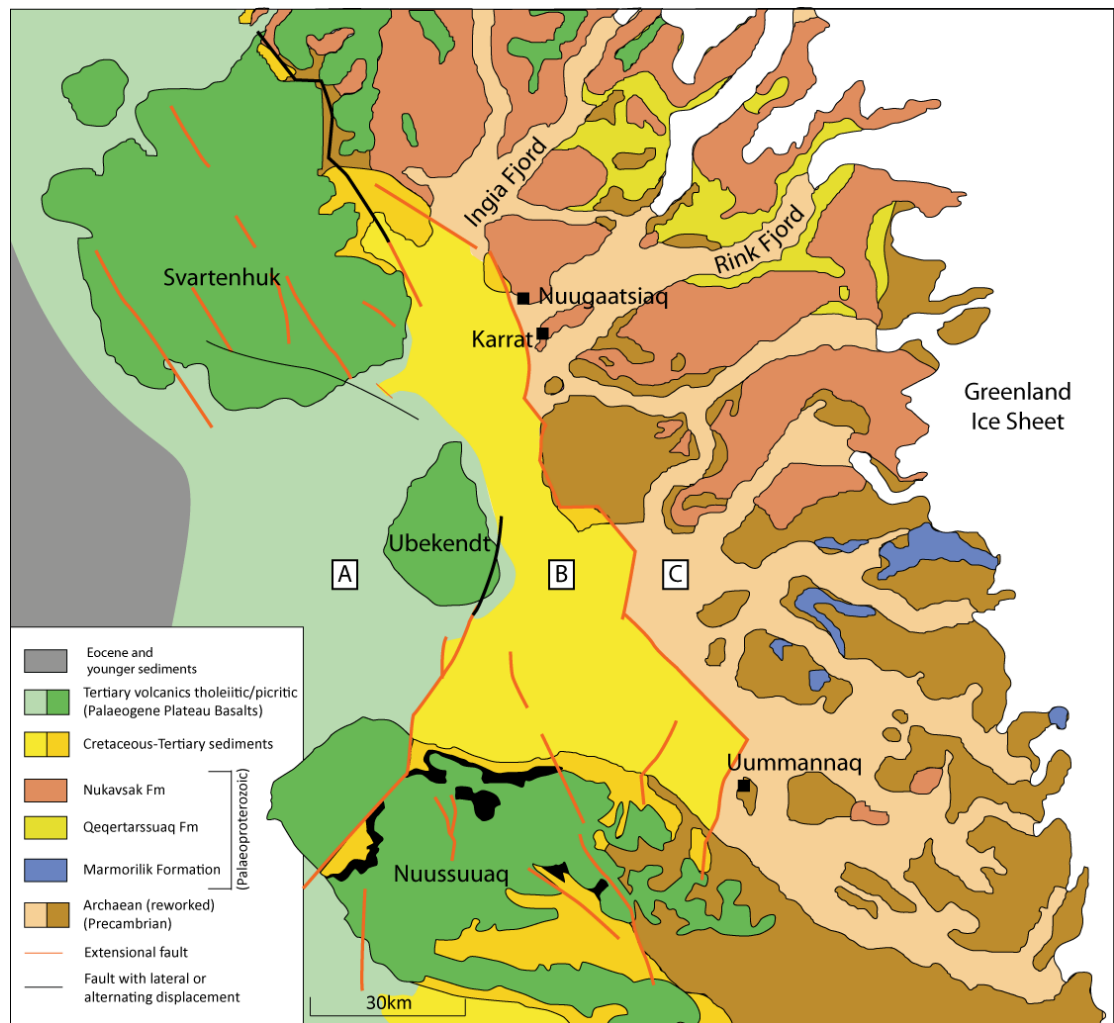 Ingia Fjord
Rink Fjord
Svartenhuk
Nuugaatsiaq
Karrat
Greenland
Ice Sheet
Ubekendt
A
B
C
Uummannaq
Nuussuuaq
Eocene and
younger sediments
Tertiary volcanics tholeiitic/picritic
(Palaeogene Plateau Basalts)
Cretaceous-Tertiary sediments
Nukavsak Fm
Qeqertarssuaq Fm
Marmorilik Formation
(Palaeoproterozoic)
Archaean (reworked)
(Precambrian)
Extensional fault
Fault with lateral or
alternating displacement
30km